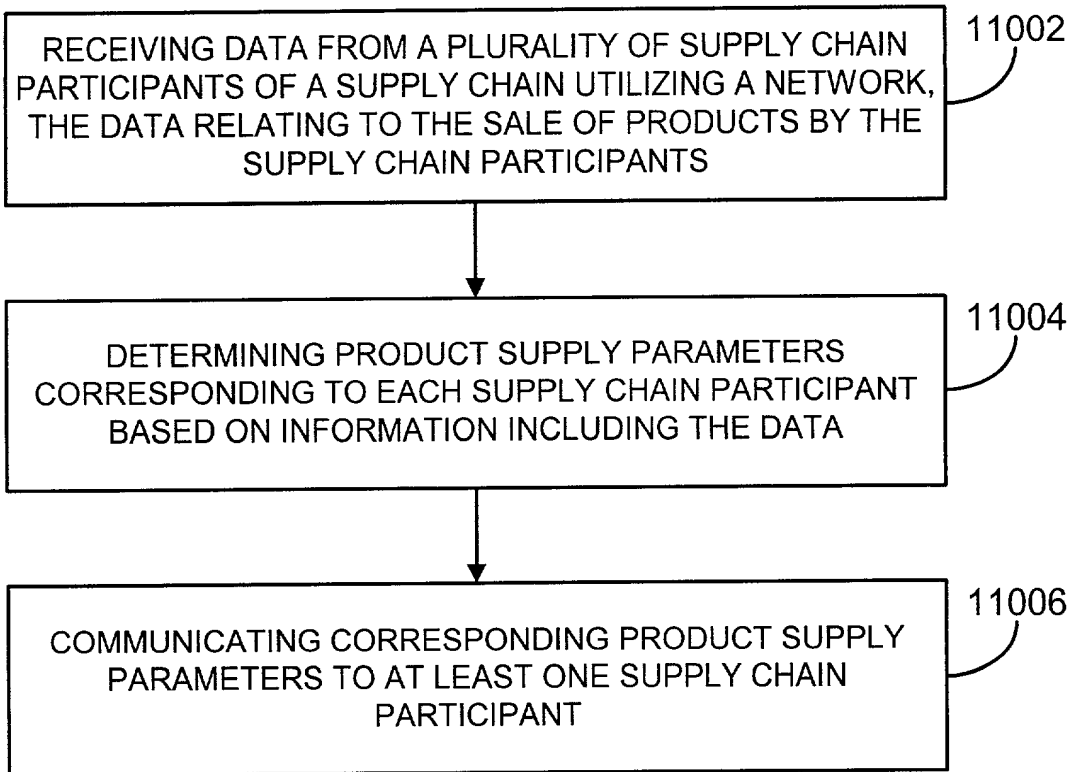 RECEIVING DATA FROM A PLURALITY OF SUPPLY CHAIN
PARTICIPANTS OF A SUPPLY CHAIN UTILIZING A NETWORK,
THE DATA RELATING TO THE SALE OF PRODUCTS BY THE
SUPPLY CHAIN PARTICIPANTS
11002
DETERMINING PRODUCT SUPPLY PARAMETERS
CORRESPONDING TO EACH SUPPLY CHAIN PARTICIPANT
BASED ON INFORMATION INCLUDING THE DATA
11004
COMMUNICATING CORRESPONDING PRODUCT SUPPLY
PARAMETERS TO AT LEAST ONE SUPPLY CHAIN
PARTICIPANT
11006